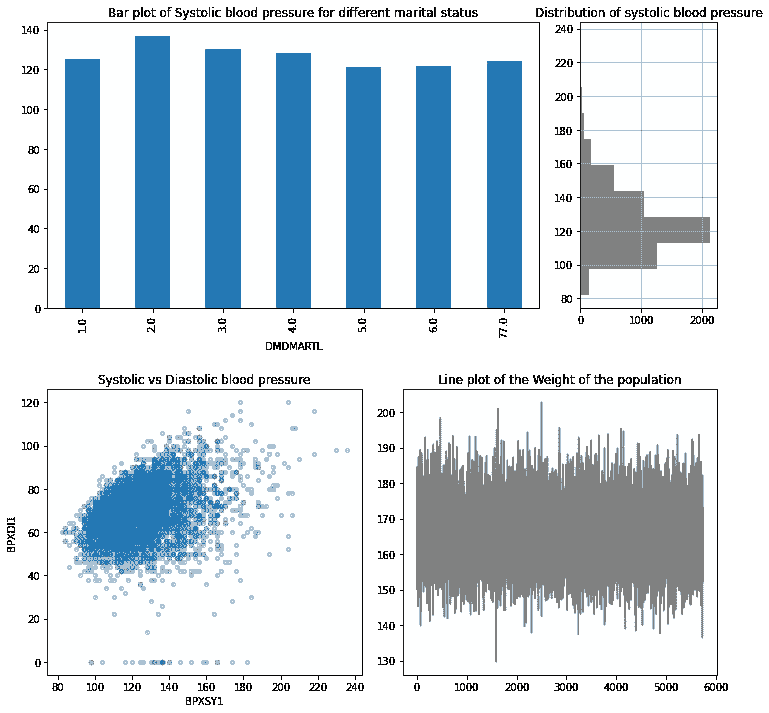 Bar plot of Systolic blood pressure for different marital status
140
120
100
80
60
40
20
0
1.0 2.0 3.0 4.0 5.0 6.0 77.0
DMDMARTL
Distribution of systolic blood pressure
240
220
200
180
160
140
120
100
80
0 1000 2000
Systolic vs Diastolic blood pressure
BPXDI1
120
100
80
60
40
20
0
80 100 120 140 160 180 200 220 240
BPXSY1
Line plot of the Weight of the population
200
190
180
170
160
150
140
130
0 1000 2000 3000 4000 5000 6000